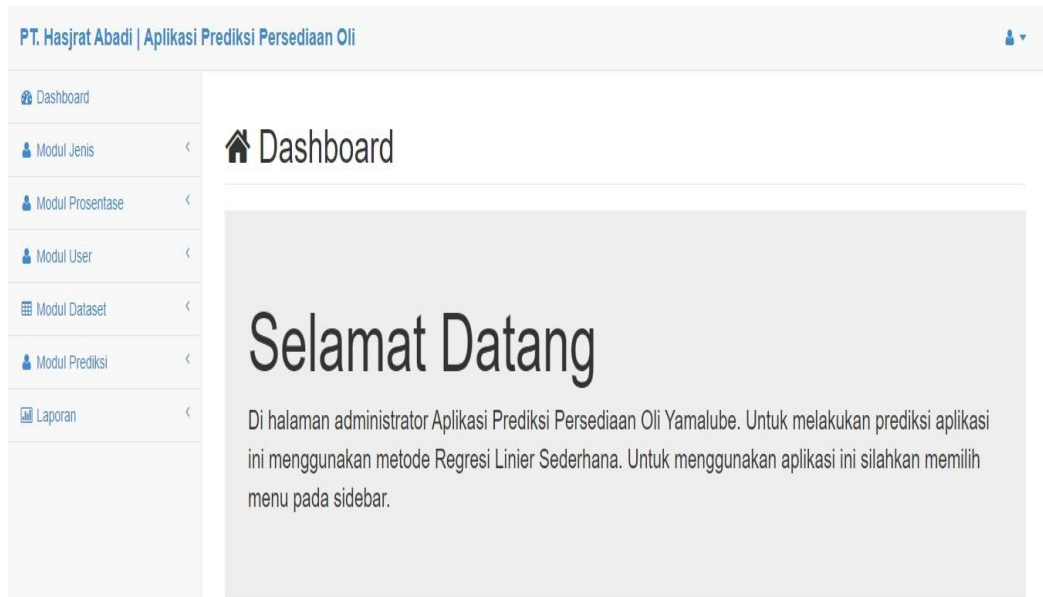 PT. Hasjrat Abadi | Aplikasi Prediksi Persediaan Oli
Dashboard
Modul Jenis
Modul Prosentase
Modul User
Modul Dataset
Modul Prediksi
Laporan
Dashboard
Selamat Datang
Di halaman administrator Aplikasi Prediksi Persediaan Oli Yamalube. Untuk melakukan prediksi aplikasi
ini menggunakan metode Regresi Linier Sederhana. Untuk menggunakan aplikasi ini silahkan memilih
menu pada sidebar.